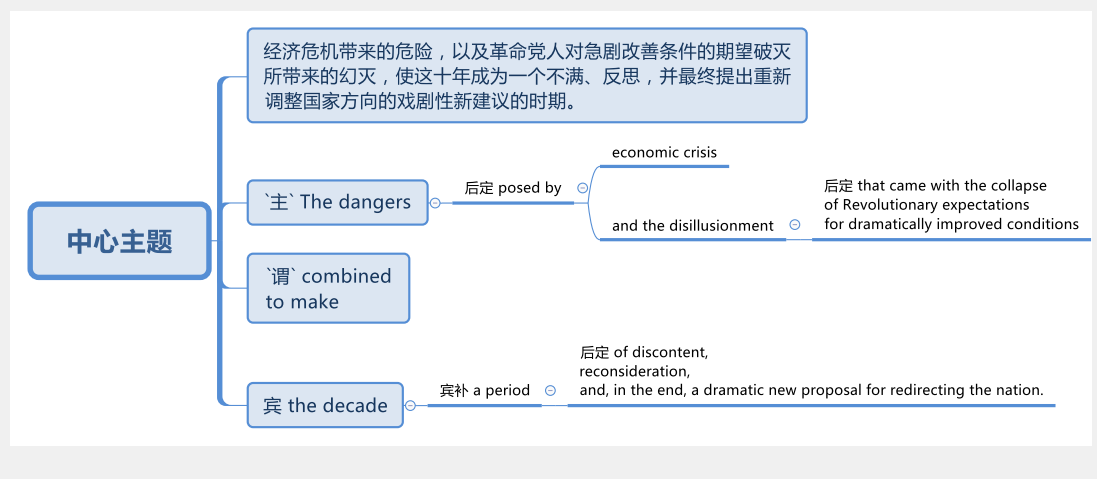 经济危机带来的危险，以及革命党人对急剧改善条件的期望破灭
所带来的幻灭，使这十年成为一个不满、反思，并最终提出重新
调整国家方向的戏剧性新建议的时期。
economic crisis
`主` The dangers
后定 posed by
后定 that came with the collapse
of Revolutionary expectations
for dramatically improved conditions
and the disillusionment
中心主题
`谓` combined
to make
宾 the decade
宾补 a period
后定 of discontent,
reconsideration,
and, in the end, a dramatic new proposal for redirecting the nation.